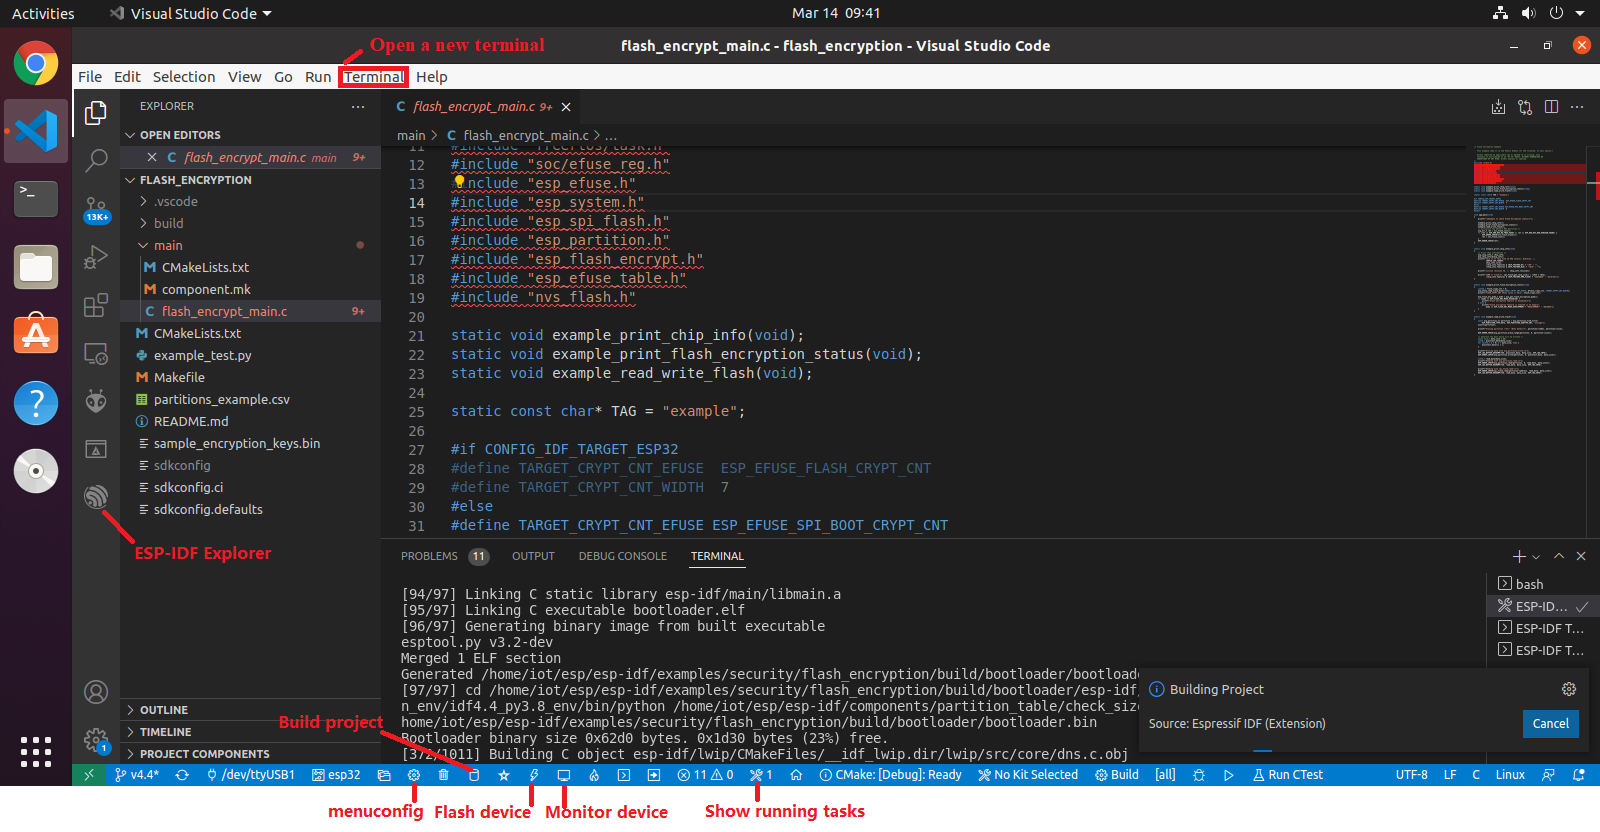 Activities
Visual Studio Code
Mar 14 09:41
Open a new terminal
flash_encrypt_main.c - flash_encryption - Visual Studio Code
File Edit Selection View Go Run Terminal Help
EXPLORER
OPEN EDITORS
flash_encrypt_main.c main 9+
FLASH_ENCRYPTION
.vscode
build
main
CMakeLists.txt
component.mk
flash_encrypt_main.c 9+
CMakeLists.txt
example_test.py
Makefile
partitions_example.csv
README.md
sample_encryption_keys.bin
sdkconfig
sdkconfig.ci
sdkconfig.defaults
13K+
ESP-IDF Explorer
OUTLINE
TIMELINE
PROJECT COMPONENTS
1
Build project
flash_encrypt_main.c 9+
main > flash_encrypt_main.c > ...
11 #include "freertos/task.h"
12 #include "soc/efuse_reg.h"
13 #include "esp_efuse.h"
14 #include "esp_system.h"
15 #include "esp_spi_flash.h"
16 #include "esp_partition.h"
17 #include "esp_flash_encrypt.h"
18 #include "esp_efuse_table.h"
19 #include "nvs_flash.h"
20
21 static void example_print_chip_info(void);
22 static void example_print_flash_encryption_status(void);
23 static void example_read_write_flash(void);
24
25 static const char* TAG = "example";
26
27 #if CONFIG_IDF_TARGET_ESP32
28 #define TARGET_CRYPT_CNT_EFUSE ESP_EFUSE_FLASH_CRYPT_CNT
29 #define TARGET_CRYPT_CNT_WIDTH 7
30 #else
31 #define TARGET_CRYPT_CNT_EFUSE ESP_EFUSE_SPI_BOOT_CRYPT_CNT
PROBLEMS 11 OUTPUT DEBUG CONSOLE TERMINAL
[94/97] Linking C static library esp-idf/main/libmain.a
[95/97] Linking C executable bootloader.elf
[96/97] Generating binary image from built executable
esptool.py v3.2-dev
Merged 1 ELF section
Generated /home/iot/esp/esp-idf/examples/security/flash_encryption/build/bootloader/bootloade
[97/97] cd /home/iot/esp/esp-idf/examples/security/flash_encryption/build/bootloader/esp-idf/
n_env/idf4.4_py3.8_env/bin/python /home/iot/esp/esp-idf/components/partition_table/check_size
home/iot/esp/esp-idf/examples/security/flash_encryption/build/bootloader/bootloader.bin
Bootloader binary size 0x62d0 bytes. 0x1d30 bytes (23%) free.
[372/1011] Building C object esp-idf/lwip/CMakeFiles/__idf_lwip.dir/lwip/src/core/dns.c.obj
bash
ESP-ID...
ESP-IDF T...
ESP-IDF T...
Building Project
Source: Espressif IDF (Extension)
Cancel
v4.4* /dev/ttyUSB1 esp32 11 0 1 CMake: [Debug]: Ready No Kit Selected Build [all] Run CTest UTF-8 LF C Linux
menuconfig
Flash device
Monitor device
Show running tasks